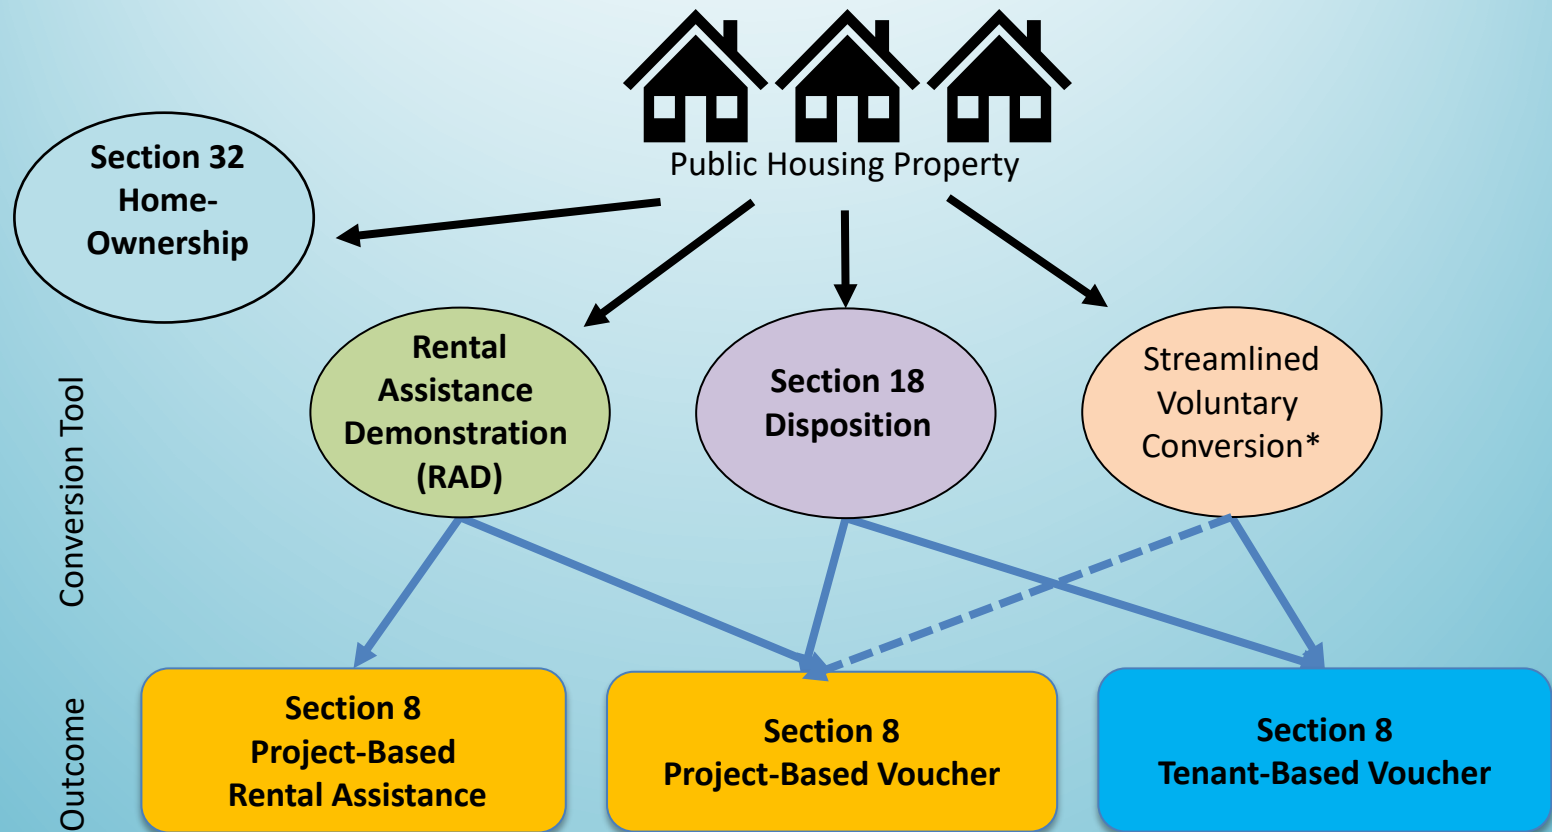 Public Housing Property
Section 32
Home-
Ownership
Conversion Tool
Rental
Assistance
Demonstration
(RAD)
Section 18
Disposition
Streamlined
Voluntary
Conversion*
Outcome
Section 8
Project-Based
Rental Assistance
Section 8
Project-Based Voucher
Section 8
Tenant-Based Voucher